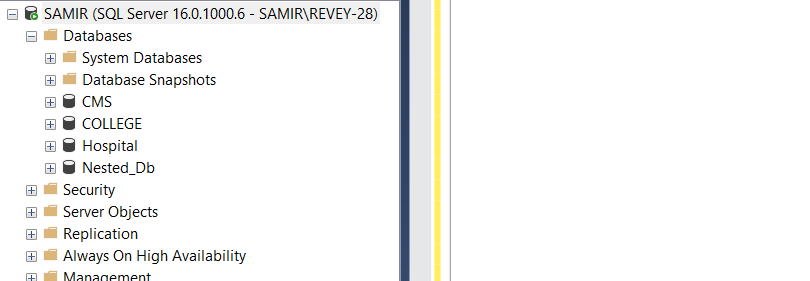 SAMIR (SQL Server 16.0.1000.6 - SAMIR\REVEY-28)
Databases
System Databases
Database Snapshots
CMS
COLLEGE
Hospital
Nested_Db
Security
Server Objects
Replication
Always On High Availability
Management